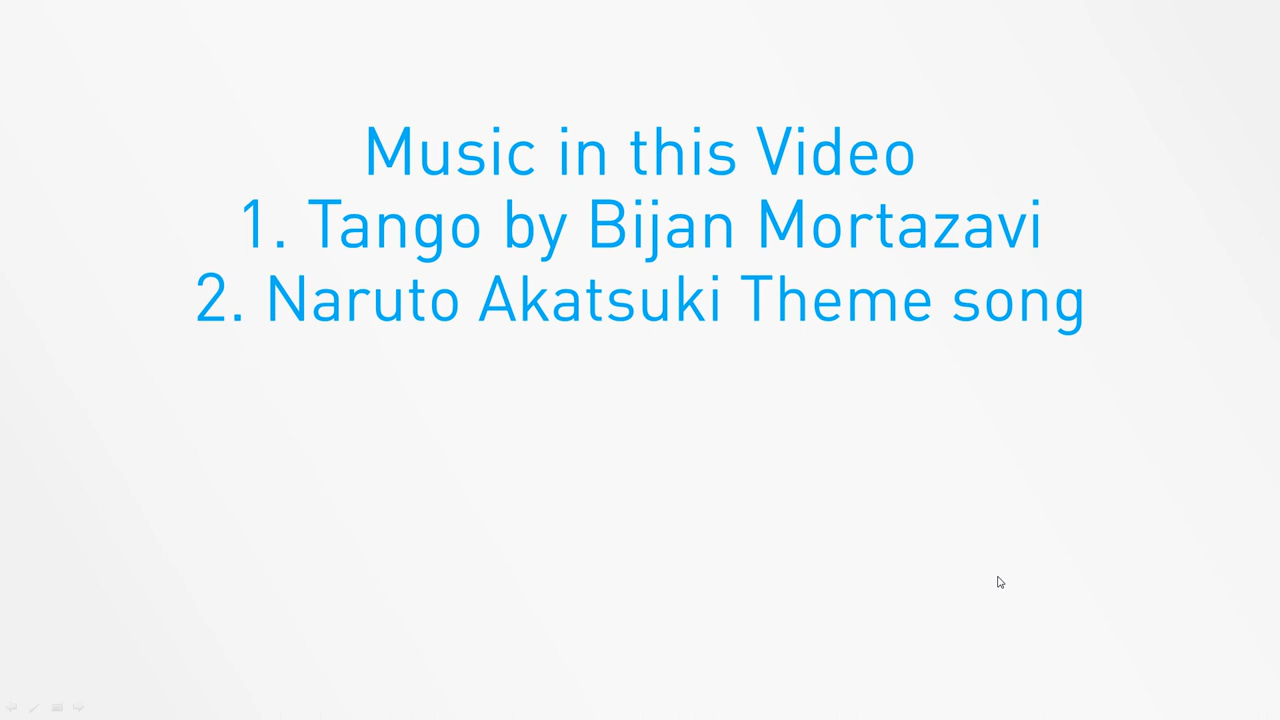 Music in this Video
1. Tango by Bijan Mortazavi
2. Naruto Akatsuki Theme song